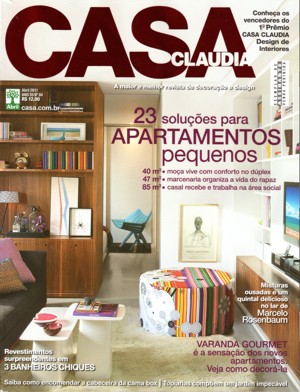 CASA
CLAUDIA
Conheça os
vencedores do
1º Prêmio
CASA CLAUDIA
Design de
Interiores
A maior e melhor revista de decoração e design
Abril
Abril 2011
R$ 12,00
casa.com.br
23 soluções para
APARTAMENTOS
pequenos
40 m² • moça vive com conforto no dúplex
47 m² • marcenaria organiza a vida do rapaz
85 m² • casal recebe e trabalha na área social
Misturas
ousadas e um
quintal delicioso
no lar de
Marcelo
Rosenbaum
VARANDA GOURMET
é a sensação dos novos
apartamentos.
Veja como decorá-la
Revestimentos
surpreendentes em
3 BANHEIROS CHIQUES
Saiba como encomendar a cabeceira da cama box | Topiarias compõem um jardim impecável